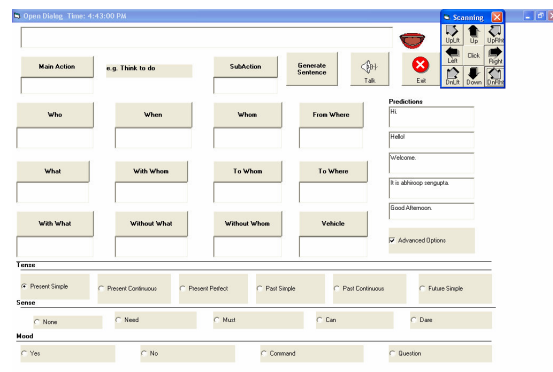 Open Dialog Time: 4:43:00 PM
Scanning
UpLft Up UpRht
Left Click Right
DnLft Down DnRht
Main Action
e.g. Think to do
SubAction
Generate
Sentence
Talk
Exit
Predictions
Who
When
Whom
From Where
Hi.
Hello!
Welcome.
What
With Whom
To Whom
To Where
It is abhiroop sengupta.
Good Afternoon.
With What
Without What
Without Whom
Vehicle
Advanced Options
Tense
Present Simple
Present Continuous
Present Perfect
Past Simple
Past Continuous
Future Simple
Sense
None
Need
Must
Can
Dare
Mood
Yes
No
Command
Question